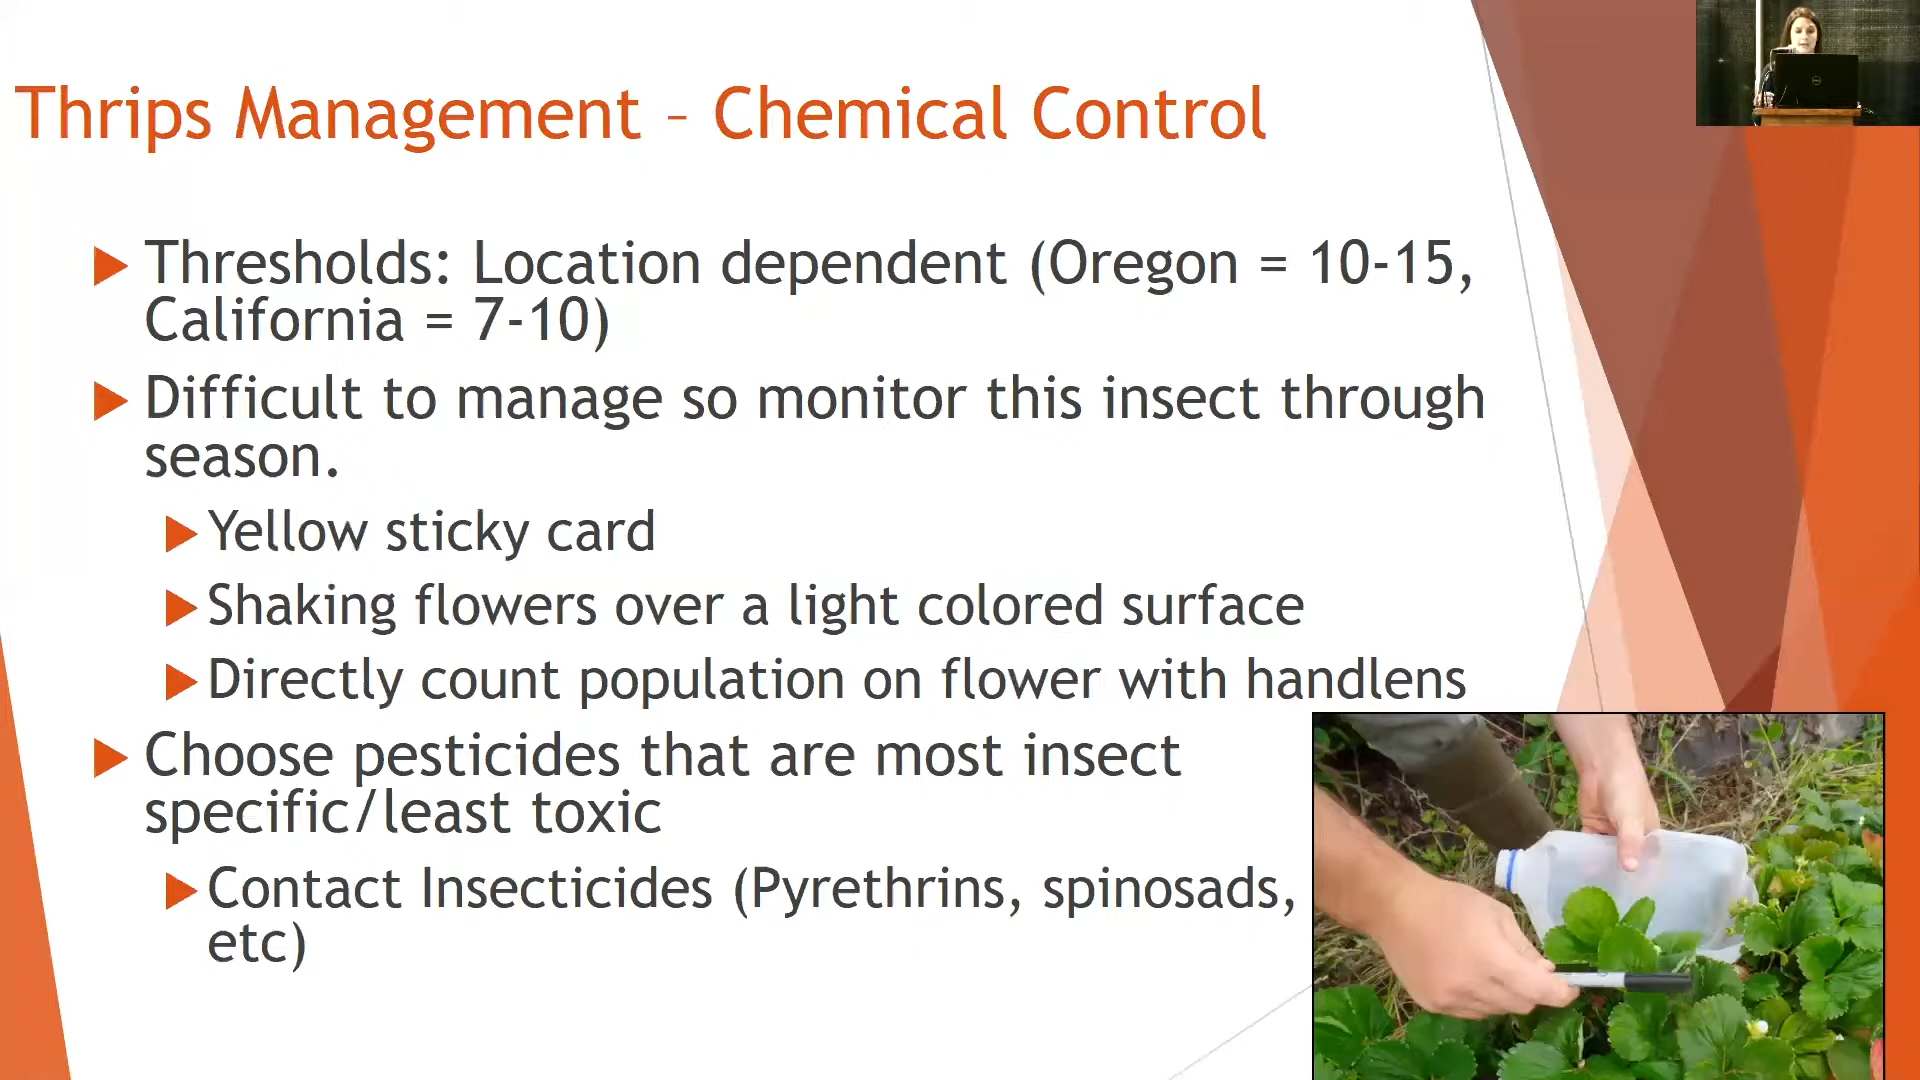 Thrips Management – Chemical Control
Thresholds: Location dependent (Oregon = 10-15,
California = 7-10)
Difficult to manage so monitor this insect through
season.
Yellow sticky card
Shaking flowers over a light colored surface
Directly count population on flower with handlens
Choose pesticides that are most insect
specific/least toxic
Contact Insecticides (Pyrethrins, spinosads,
etc)